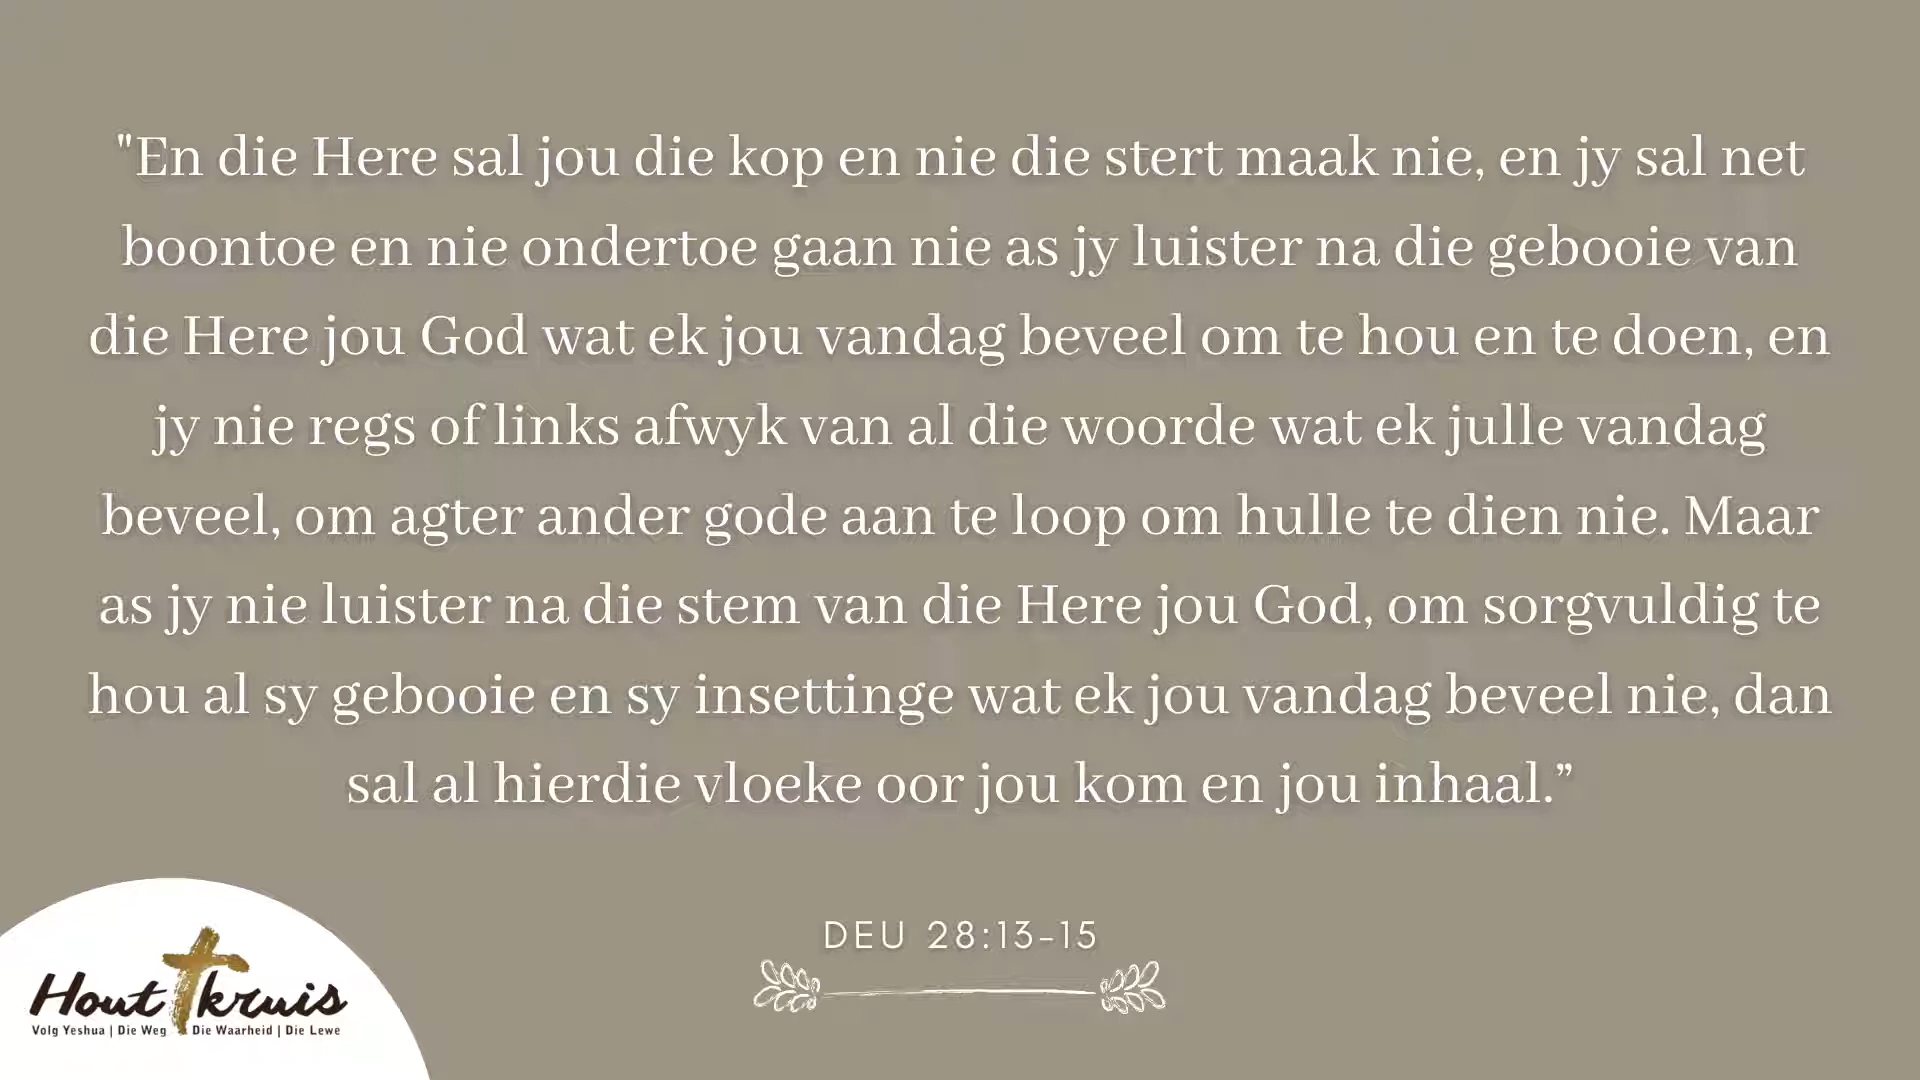 "En die Here sal jou die kop en nie die stert maak nie, en jy sal net
boontoe en nie ondertoe gaan nie as jy luister na die gebooie van
die Here jou God wat ek jou vandag beveel om te hou en te doen, en
jy nie regs of links afwyk van al die woorde wat ek julle vandag
beveel, om agter ander gode aan te loop om hulle te dien nie. Maar
as jy nie luister na die stem van die Here jou God, om sorgvuldig te
hou al sy gebooie en sy insettinge wat ek jou vandag beveel nie, dan
sal al hierdie vloeke oor jou kom en jou inhaal.”
DEU 28:13-15
Hout kruis
Volg Yeshua | Die Weg Die Waarheid | Die Lewe